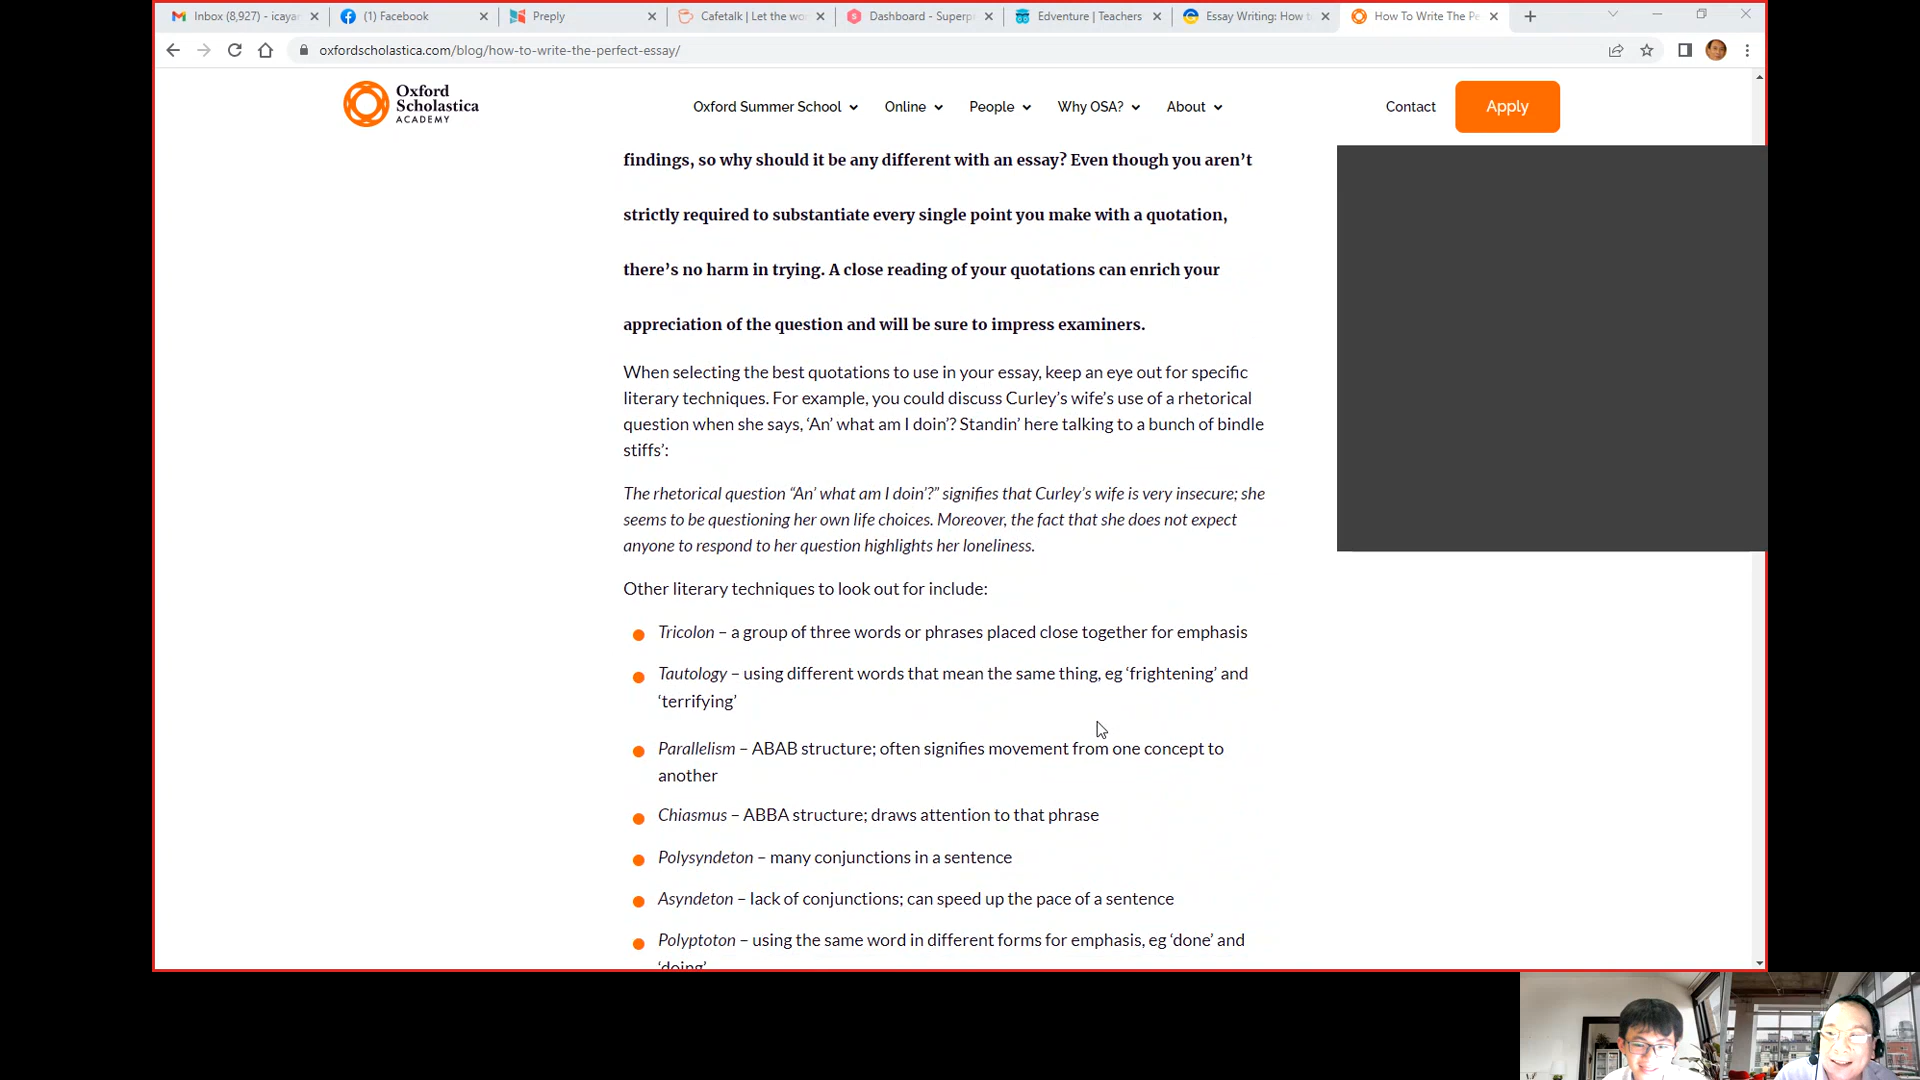 Inbox (8,927) - icayan
(1) Facebook
Preply
Cafetalk | Let the wor
Dashboard - Superp
Edventure | Teachers
Essay Writing: How t
How To Write The Pe
oxfordscholastica.com/blog/how-to-write-the-perfect-essay/
Oxford
Scholastica
ACADEMY
Oxford Summer School
Online
People
Why OSA?
About
Contact
Apply
findings, so why should it be any different with an essay? Even though you aren’t
strictly required to substantiate every single point you make with a quotation,
there’s no harm in trying. A close reading of your quotations can enrich your
appreciation of the question and will be sure to impress examiners.
When selecting the best quotations to use in your essay, keep an eye out for specific
literary techniques. For example, you could discuss Curley’s wife’s use of a rhetorical
question when she says, ‘An’ what am I doin’? Standin’ here talking to a bunch of bindle
stiffs’:
The rhetorical question “An’ what am I doin’?” signifies that Curley’s wife is very insecure; she
seems to be questioning her own life choices. Moreover, the fact that she does not expect
anyone to respond to her question highlights her loneliness.
Other literary techniques to look out for include:
Tricolon – a group of three words or phrases placed close together for emphasis
Tautology – using different words that mean the same thing, eg ‘frightening’ and
‘terrifying’
Parallelism – ABAB structure; often signifies movement from one concept to
another
Chiasmus – ABBA structure; draws attention to that phrase
Polysyndeton – many conjunctions in a sentence
Asyndeton – lack of conjunctions; can speed up the pace of a sentence
Polyptoton – using the same word in different forms for emphasis, eg ‘done’ and
‘doing’